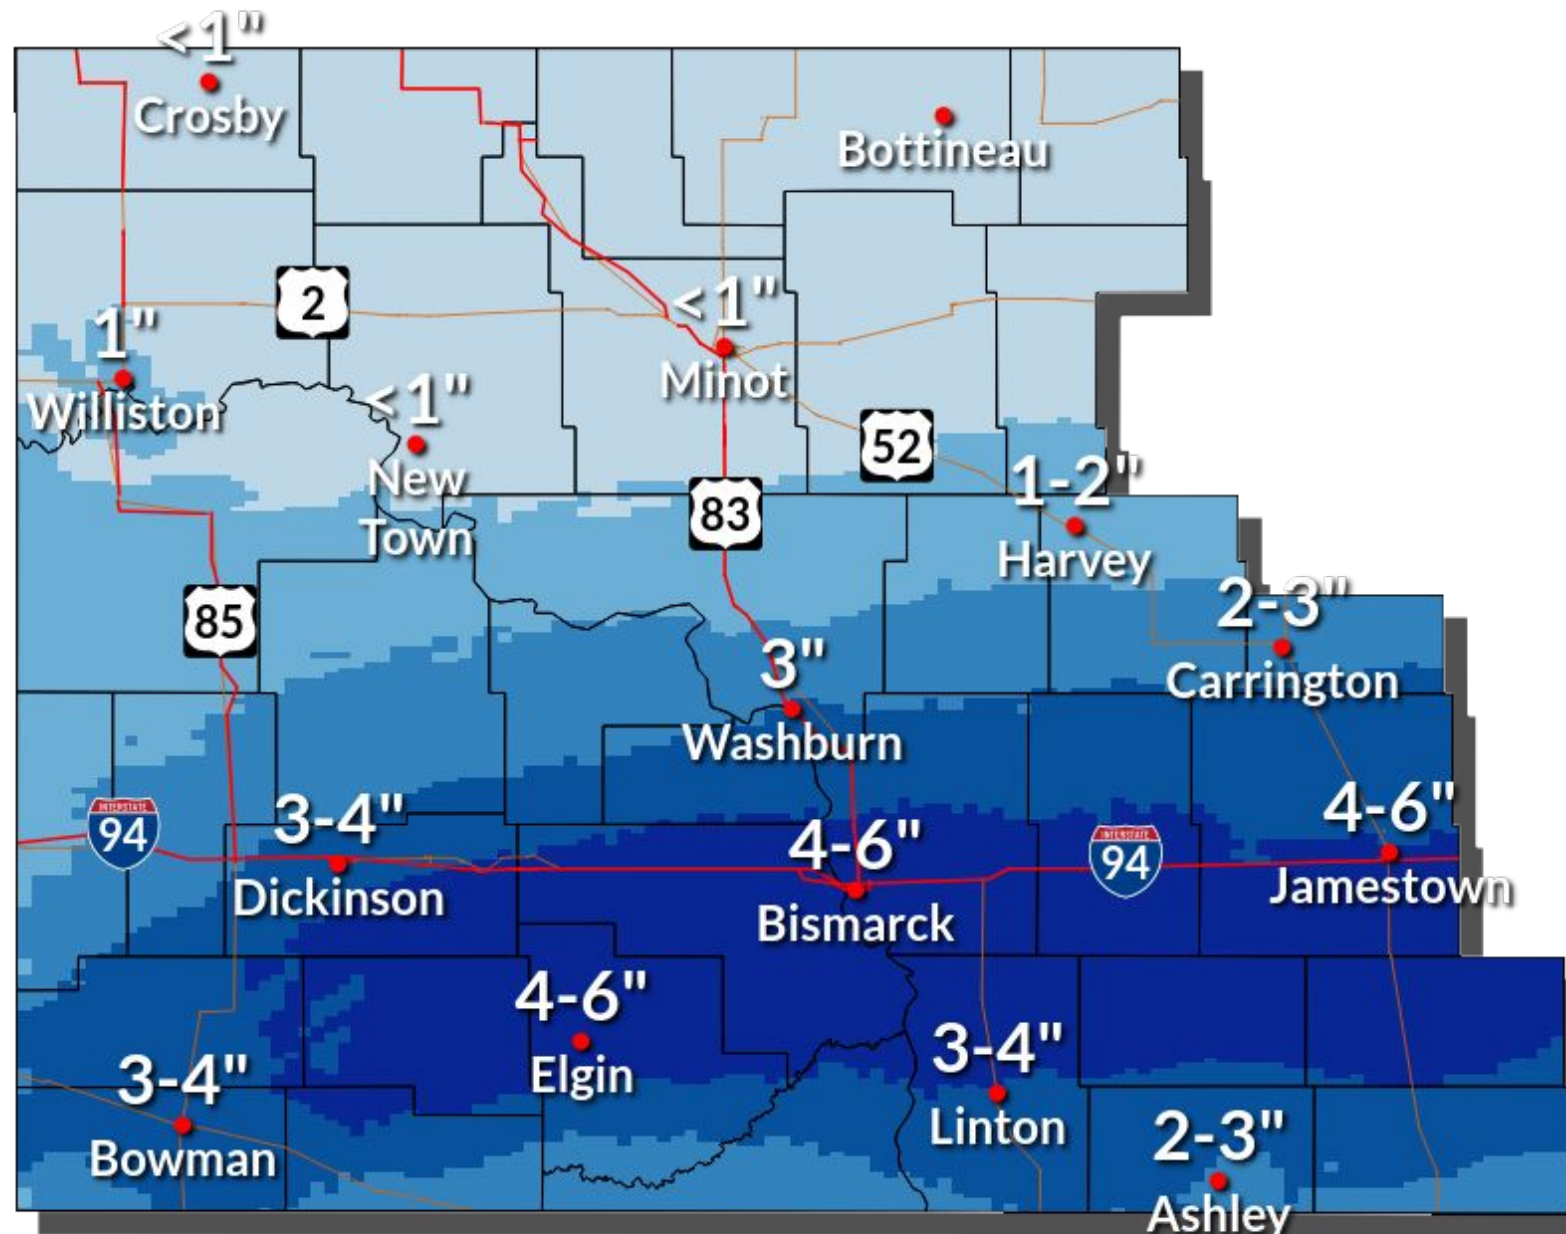 <1"
Crosby
Bottineau
2
<1"
Minot
1"
Williston
<1"
New
Town
52
1-2"
Harvey
83
85
2-3"
Carrington
3"
Washburn
INTERSTATE
94
3-4"
Dickinson
4-6"
Bismarck
INTERSTATE
94
4-6"
Jamestown
4-6"
Elgin
3-4"
Linton
3-4"
Bowman
2-3"
Ashley